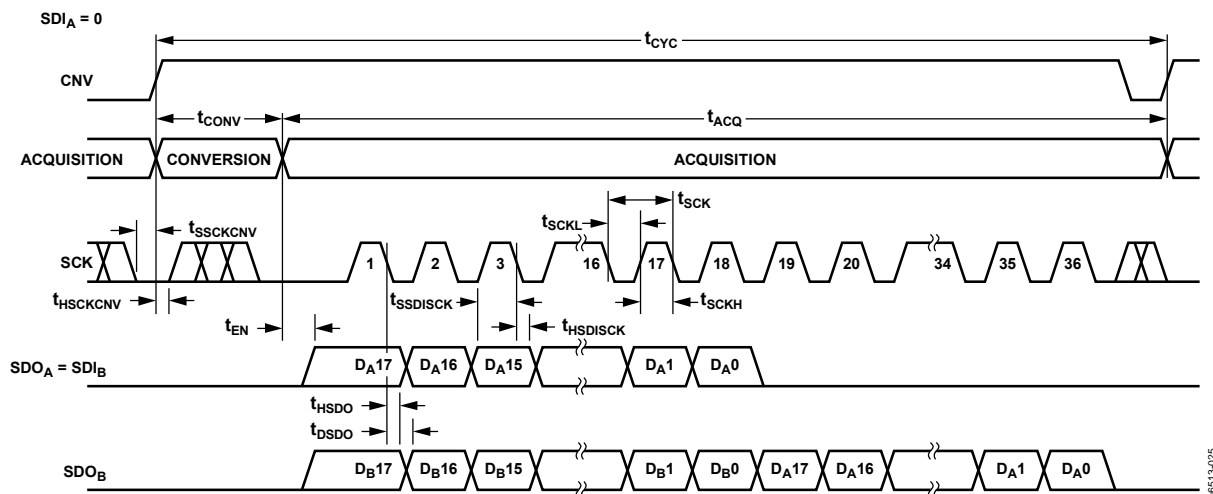 SDIA = 0
tCYC
CNV
tCONV
tACQ
ACQUISITION
CONVERSION
ACQUISITION
tSCK
tSCKL
tSSCKCNV
SCK
1 2 3 16 17 18 19 20 34 35 36
tHSCKCNV
tSSDISCK
tSCKH
tEN
tHSDISCK
SDOA = SDIB
DA17 DA16 DA15 DA1 DA0
tHSDO
tDSDO
SDOB
DB17 DB16 DB15 DB1 DB0 DA17 DA16 DA1 DA0